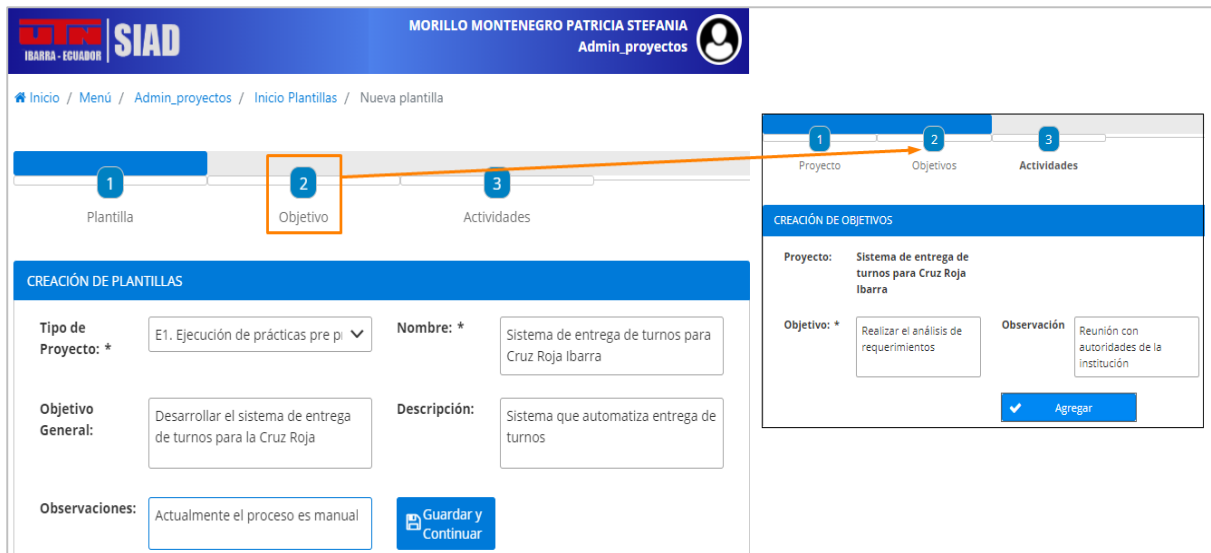 UTN
IBARRA - ECUADOR
SIAD
MORILLO MONTENEGRO PATRICIA STEFANIA
Admin_proyectos
Inicio / Menú / Admin_proyectos / Inicio Plantillas / Nueva plantilla
1
2
3
Plantilla
Objetivo
Actividades
CREACIÓN DE PLANTILLAS
Tipo de
Proyecto: *
E1. Ejecución de prácticas pre p
Nombre: *
Sistema de entrega de turnos para
Cruz Roja Ibarra
Objetivo
General:
Desarrollar el sistema de entrega
de turnos para la Cruz Roja
Descripción:
Sistema que automatiza entrega de
turnos
Observaciones:
Actualmente el proceso es manual
Guardar y
Continuar
1
2
3
Proyecto
Objetivos
Actividades
CREACIÓN DE OBJETIVOS
Proyecto:
Sistema de entrega de
turnos para Cruz Roja
Ibarra
Objetivo: *
Realizar el análisis de
requerimientos
Observación
Reunión con
autoridades de la
institución
Agregar